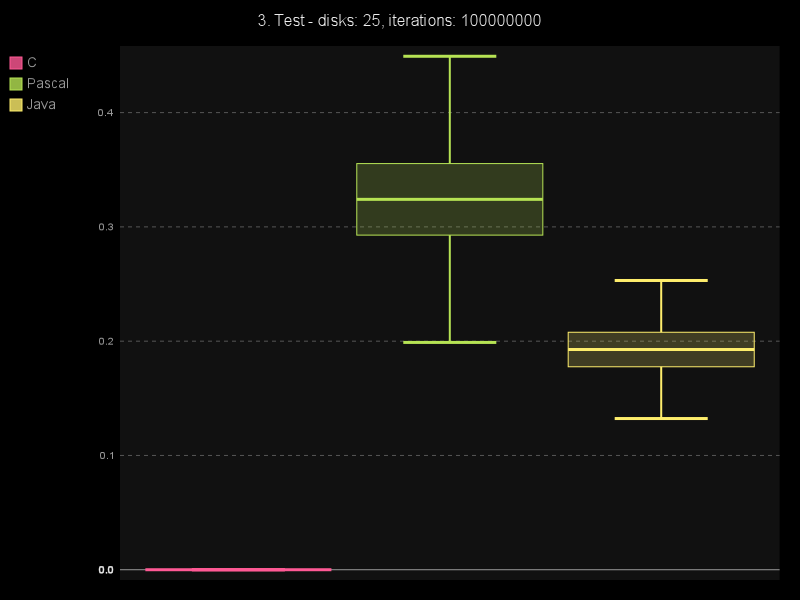 3. Test - disks: 25, iterations: 100000000
C
Pascal
Java
0.4
0.3
0.2
0.1
0.0